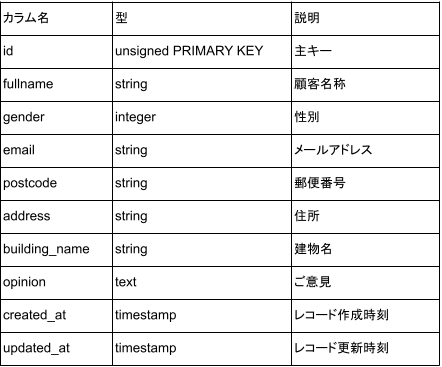 カラム名 型 説明
id unsigned PRIMARY KEY 主キー
fullname string 顧客名称
gender integer 性別
email string メールアドレス
postcode string 郵便番号
address string 住所
building_name string 建物名
opinion text ご意見
created_at timestamp レコード作成時刻
updated_at timestamp レコード更新時刻